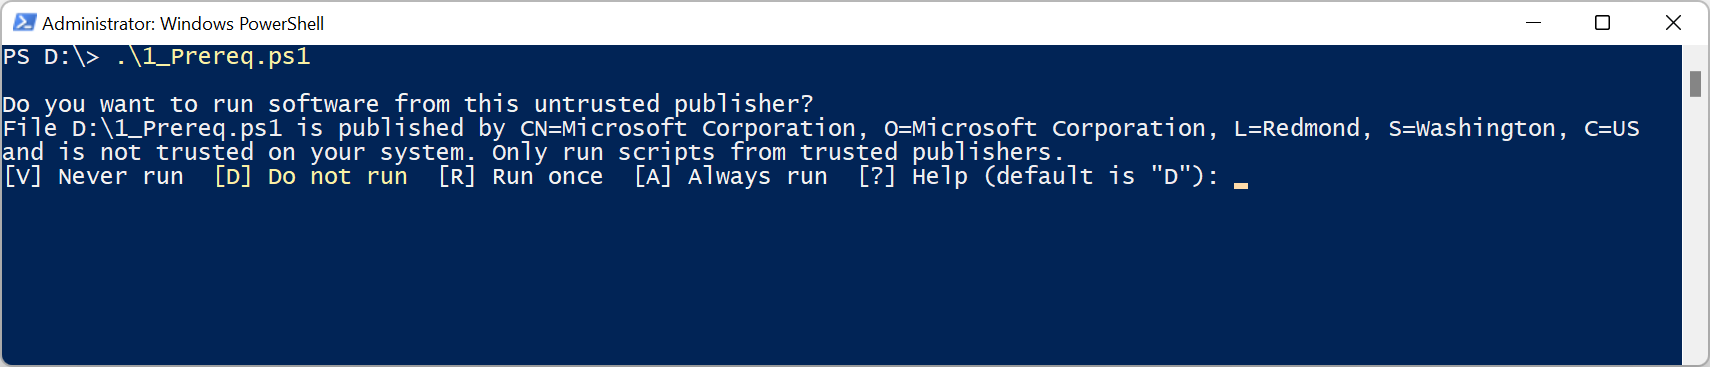 Administrator: Windows PowerShell
PS D:\> .\1_Prereq.ps1
Do you want to run software from this untrusted publisher?
File D:\1_Prereq.ps1 is published by CN=Microsoft Corporation, O=Microsoft Corporation, L=Redmond, S=Washington, C=US
and is not trusted on your system. Only run scripts from trusted publishers.
[V] Never run  [D] Do not run  [R] Run once  [A] Always run  [?] Help (default is "D"):